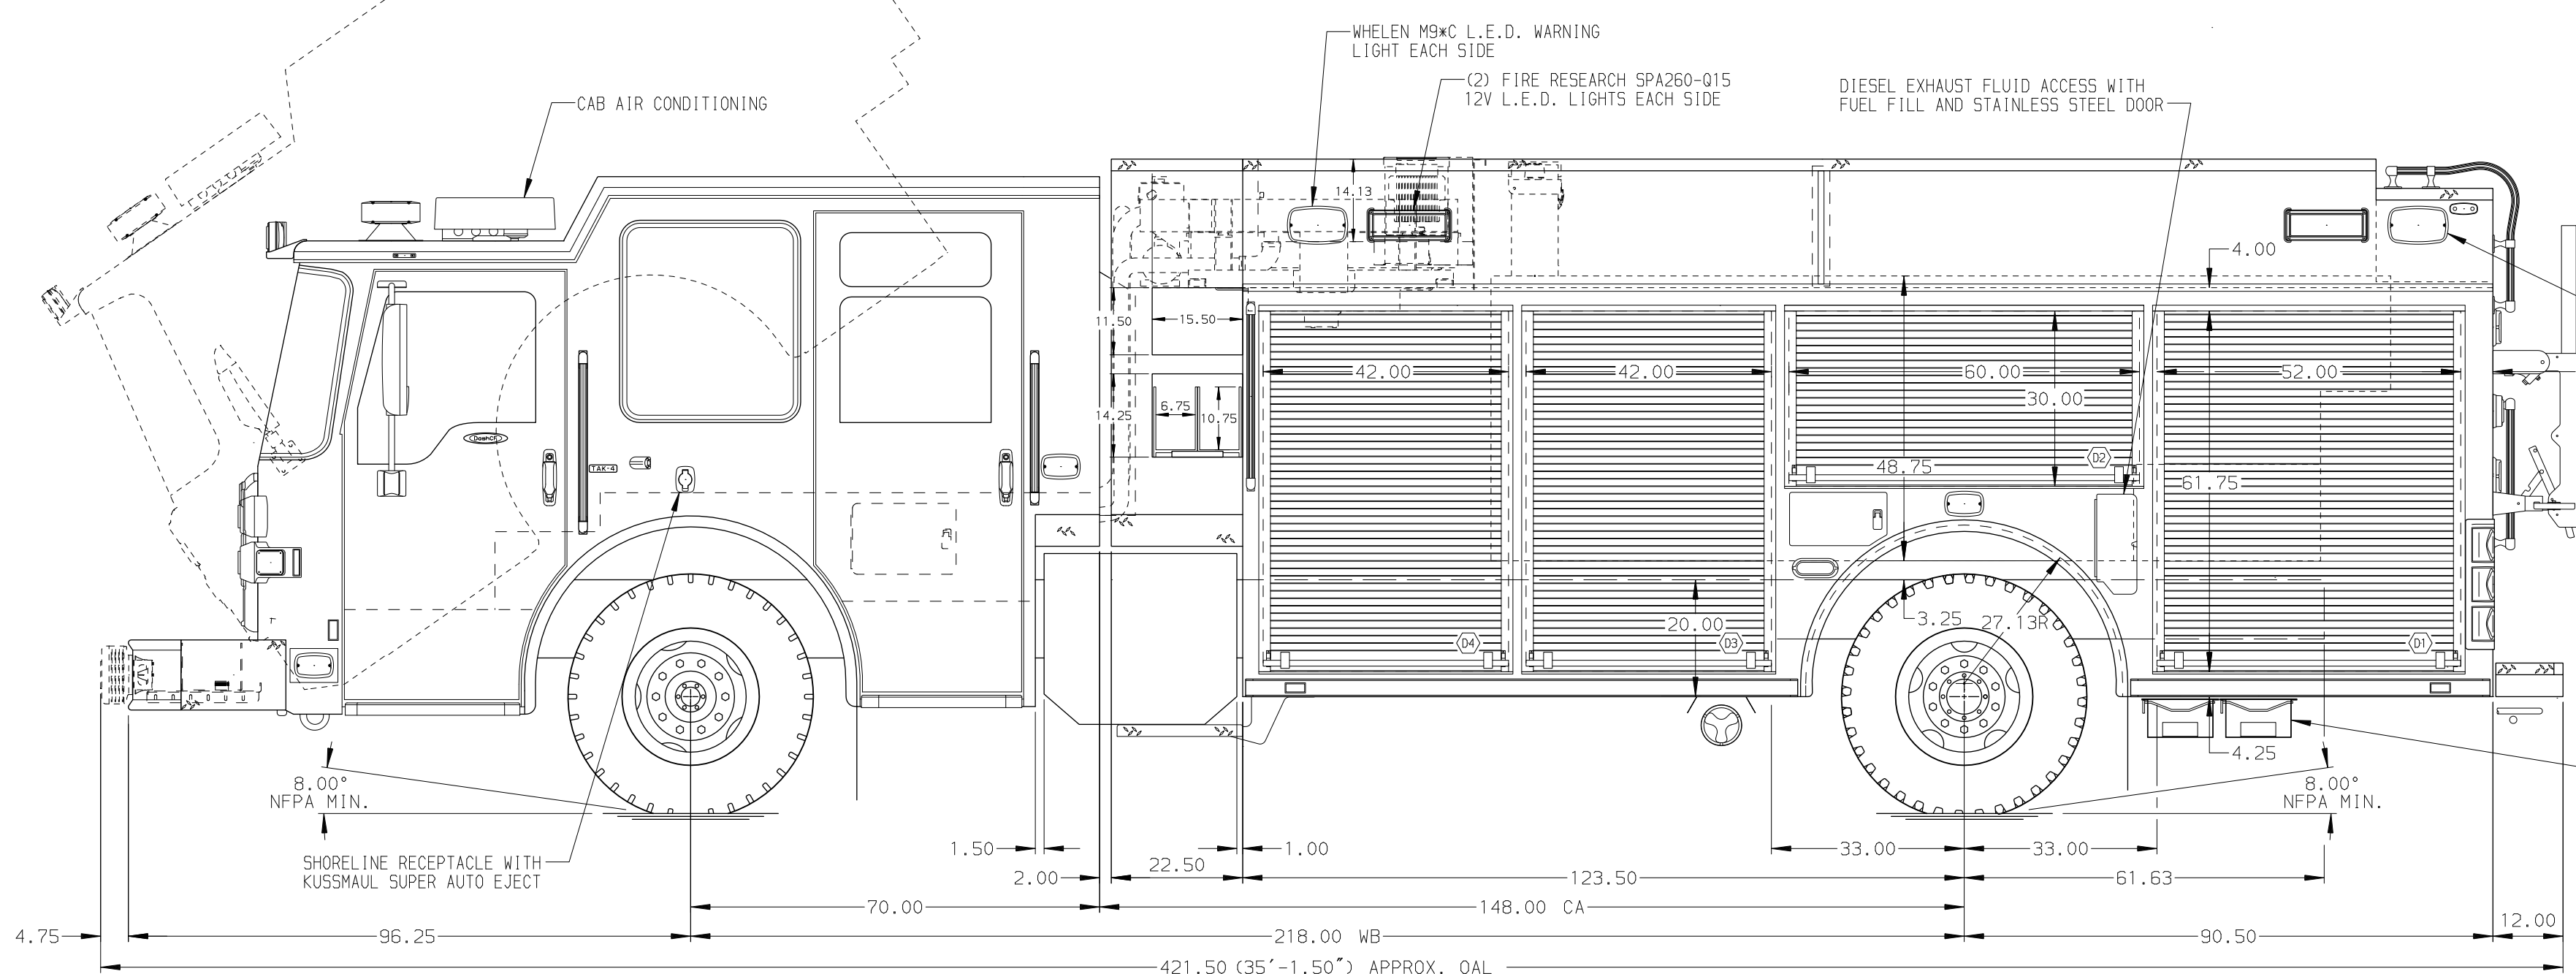 WHELEN M9*C L.E.D. WARNING
LIGHT EACH SIDE
(2) FIRE RESEARCH SPA260-Q15
12V L.E.D. LIGHTS EACH SIDE
DIESEL EXHAUST FLUID ACCESS WITH
FUEL FILL AND STAINLESS STEEL DOOR
CAB AIR CONDITIONING
14.13
4.00
11.50
15.50
42.00
42.00
60.00
52.00
30.00
14.25
6.75
10.75
DashCF
TAK-4
D2
48.75
61.75
3.25
27.13R
20.00
D4
D3
D1
4.25
8.00°
NFPA MIN.
8.00°
NFPA MIN.
SHORELINE RECEPTACLE WITH
KUSSMAUL SUPER AUTO EJECT
1.50
1.00
33.00
33.00
2.00
22.50
123.50
61.63
70.00
148.00 CA
4.75
96.25
218.00 WB
90.50
12.00
421.50 (35'-1.50") APPROX. OAL